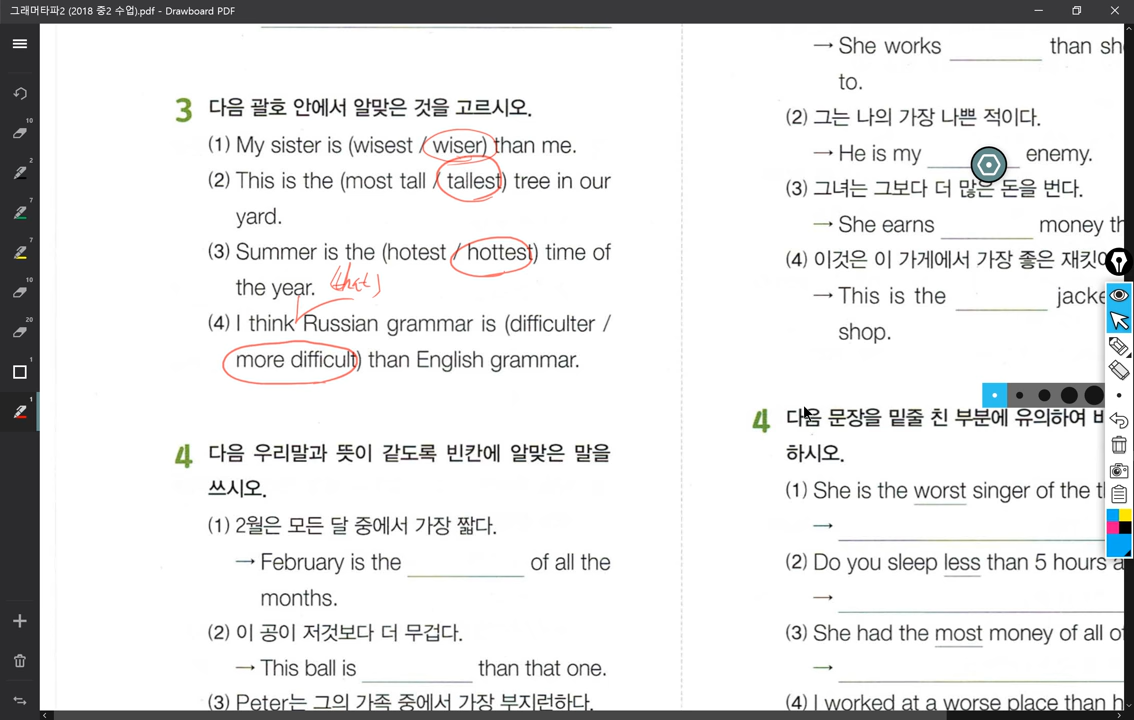 그래머타파2 (2018 중2 수업).pdf - Drawboard PDF
3 다음 괄호 안에서 알맞은 것을 고르시오.
(1) My sister is (wisest / wiser) than me.
(2) This is the (most tall / tallest) tree in our
yard.
(3) Summer is the (hotest / hottest) time of
the year. (that)
(4) I think Russian grammar is (difficulter /
more difficult) than English grammar.
4 다음 우리말과 뜻이 같도록 빈칸에 알맞은 말을
쓰시오.
(1) 2월은 모든 달 중에서 가장 짧다.
→ February is the of all the
months.
(2) 이 공이 저것보다 더 무겁다.
→ This ball is than that one.
(3) Peter는 그의 가족 중에서 가장 부지런하다.
→ She works than sh
to.
(2) 그는 나의 가장 나쁜 적이다.
→ He is my enemy.
(3) 그녀는 그보다 더 많은 돈을 번다.
→ She earns money th
(4) 이것은 이 가게에서 가장 좋은 재킷이
→ This is the jacke
shop.
4 다음 문장을 밑줄 친 부분에 유의하여
하시오.
(1) She is the worst singer of the t
→
(2) Do you sleep less than 5 hours a
→
(3) She had the most money of all o
→
(4) I worked at a worse place than h
10
2
7
7
10
20
1
1